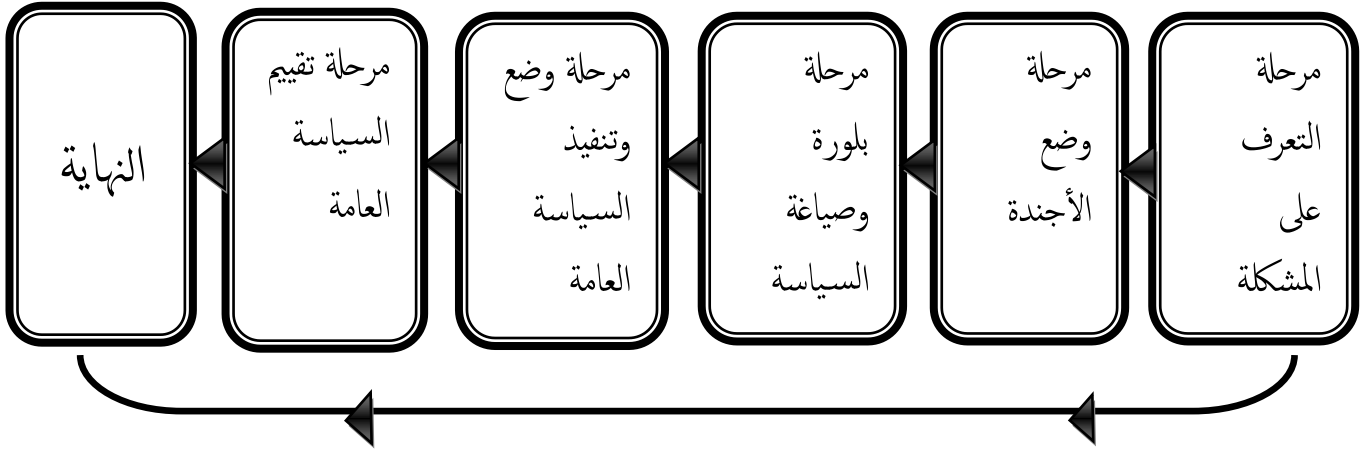 مرحلة
التعرف
على
المشكلة
مرحلة
وضع
الأجندة
مرحلة
بلورة
وصياغة
السياسة
مرحلة وضع
وتنفيذ
السياسة
العامة
مرحلة تقييم
السياسة
العامة
النهاية